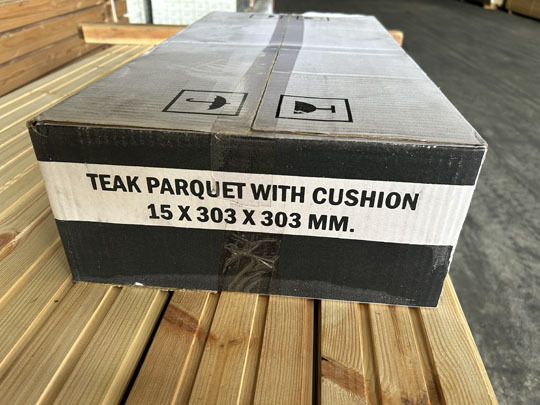 TEAK PARQUET WITH CUSHION
15 X 303 X 303 MM.